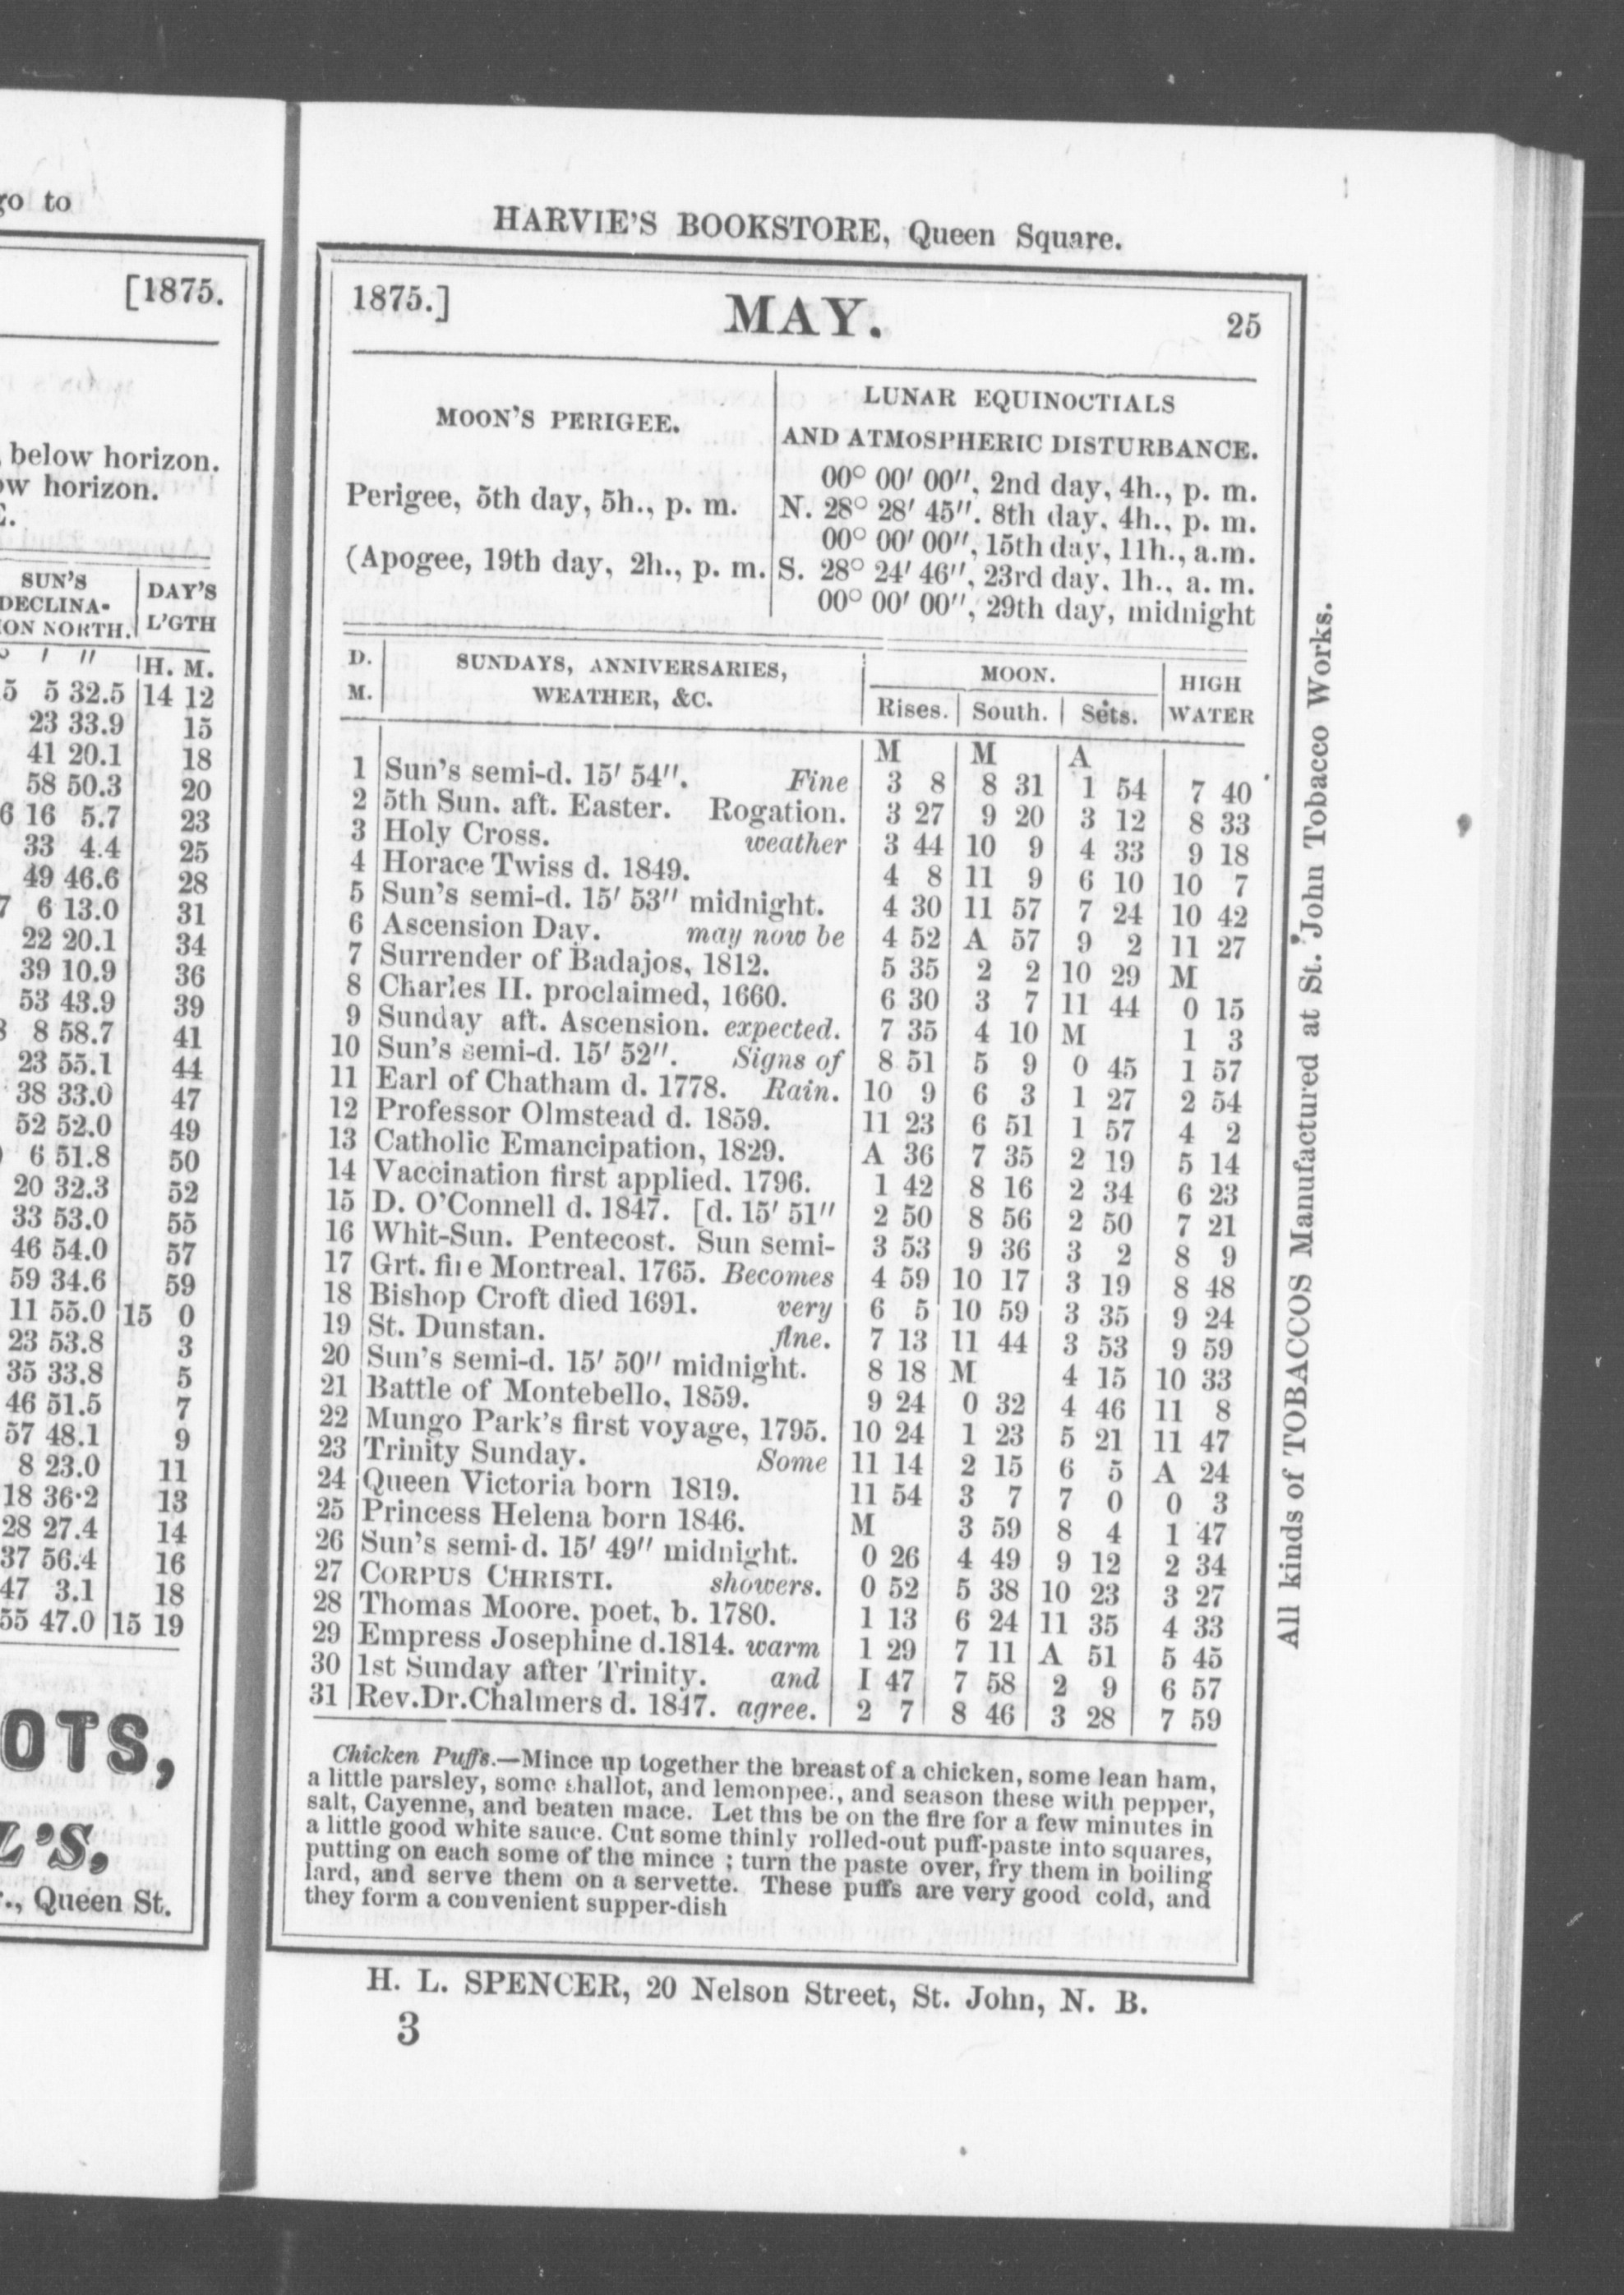 go to
[1875.
below horizon.
ow horizon.
SUN'S DAY'S
DECLINA-
ION NORTH. L'GTH
° ' " H. M.
5 5 32.5 14 12
23 33.9 15
41 20.1 18
58 50.3 20
6 16 5.7 23
33 4.4 25
49 46.6 28
7 6 13.0 31
22 20.1 34
39 10.9 36
53 43.9 39
8 8 58.7 41
23 55.1 44
38 33.0 47
52 52.0 49
6 51.8 50
20 32.3 52
33 53.0 55
46 54.0 57
59 34.6 59
11 55.0 15 0
23 53.8 3
35 33.8 5
46 51.5 7
57 48.1 9
8 23.0 11
18 36·2 13
28 27.4 14
37 56.4 16
47 3.1 18
55 47.0 15 19
OTS,
L'S,
r., Queen St.
HARVIE'S BOOKSTORE, Queen Square.
1875.] MAY. 25
MOON'S PERIGEE.
Perigee, 5th day, 5h., p. m.
(Apogee, 19th day, 2h., p. m.
LUNAR EQUINOCTIALS
AND ATMOSPHERIC DISTURBANCE.
00° 00' 00", 2nd day, 4h., p. m.
N. 28° 28' 45". 8th day, 4h., p. m.
00° 00' 00", 15th day, 11h., a.m.
S. 28° 24' 46", 23rd day. 1h., a. m.
00° 00' 00", 29th day, midnight
D. SUNDAYS, ANNIVERSARIES, MOON. HIGH
M. WEATHER, &C. Rises. South. Sets. WATER
M M A
1 Sun's semi-d. 15' 54". Fine 3 8 8 31 1 54 7 40
2 5th Sun. aft. Easter. Rogation. 3 27 9 20 3 12 8 33
3 Holy Cross. weather 3 44 10 9 4 33 9 18
4 Horace Twiss d. 1849. 4 8 11 9 6 10 10 7
5 Sun's semi-d. 15' 53" midnight. 4 30 11 57 7 24 10 42
6 Ascension Day. may now be 4 52 A 57 9 2 11 27
7 Surrender of Badajos, 1812. 5 35 2 2 10 29 M
8 Charles II. proclaimed, 1660. 6 30 3 7 11 44 0 15
9 Sunday aft. Ascension. expected. 7 35 4 10 M 1 3
10 Sun's semi-d. 15' 52". Signs of 8 51 5 9 0 45 1 57
11 Earl of Chatham d. 1778. Rain. 10 9 6 3 1 27 2 54
12 Professor Olmstead d. 1859. 11 23 6 51 1 57 4 2
13 Catholic Emancipation, 1829. A 36 7 35 2 19 5 14
14 Vaccination first applied. 1796. 1 42 8 16 2 34 6 23
15 D. O'Connell d. 1847. [d. 15' 51" 2 50 8 56 2 50 7 21
16 Whit-Sun. Pentecost. Sun semi- 3 53 9 36 3 2 8 9
17 Grt. fire Montreal. 1765. Becomes 4 59 10 17 3 19 8 48
18 Bishop Croft died 1691. very 6 5 10 59 3 35 9 24
19 St. Dunstan. fine. 7 13 11 44 3 53 9 59
20 Sun's semi-d. 15' 50" midnight. 8 18 M 4 15 10 33
21 Battle of Montebello, 1859. 9 24 0 32 4 46 11 8
22 Mungo Park's first voyage, 1795. 10 24 1 23 5 21 11 47
23 Trinity Sunday. Some 11 14 2 15 6 5 A 24
24 Queen Victoria born 1819. 11 54 3 7 7 0 0 3
25 Princess Helena born 1846. M 3 59 8 4 1 47
26 Sun's semi-d. 15' 49" midnight. 0 26 4 49 9 12 2 34
27 CORPUS CHRISTI. showers. 0 52 5 38 10 23 3 27
28 Thomas Moore. poet, b. 1780. 1 13 6 24 11 35 4 33
29 Empress Josephine d.1814. warm 1 29 7 11 A 51 5 45
30 1st Sunday after Trinity. and I 47 7 58 2 9 6 57
31 Rev.Dr.Chalmers d. 1847. agree. 2 7 8 46 3 28 7 59
Chicken Puffs.—Mince up together the breast of a chicken, some lean ham,
a little parsley, some shallot, and lemonpeel, and season these with pepper,
salt, Cayenne, and beaten mace. Let this be on the fire for a few minutes in
a little good white sauce. Cut some thinly rolled-out puff-paste into squares,
putting on each some of the mince ; turn the paste over, fry them in boiling
lard, and serve them on a servette. These puffs are very good cold, and
they form a convenient supper-dish
H. L. SPENCER, 20 Nelson Street, St. John, N. B.
3
All kinds of TOBACCOS Manufactured at St. John Tobacco Works.